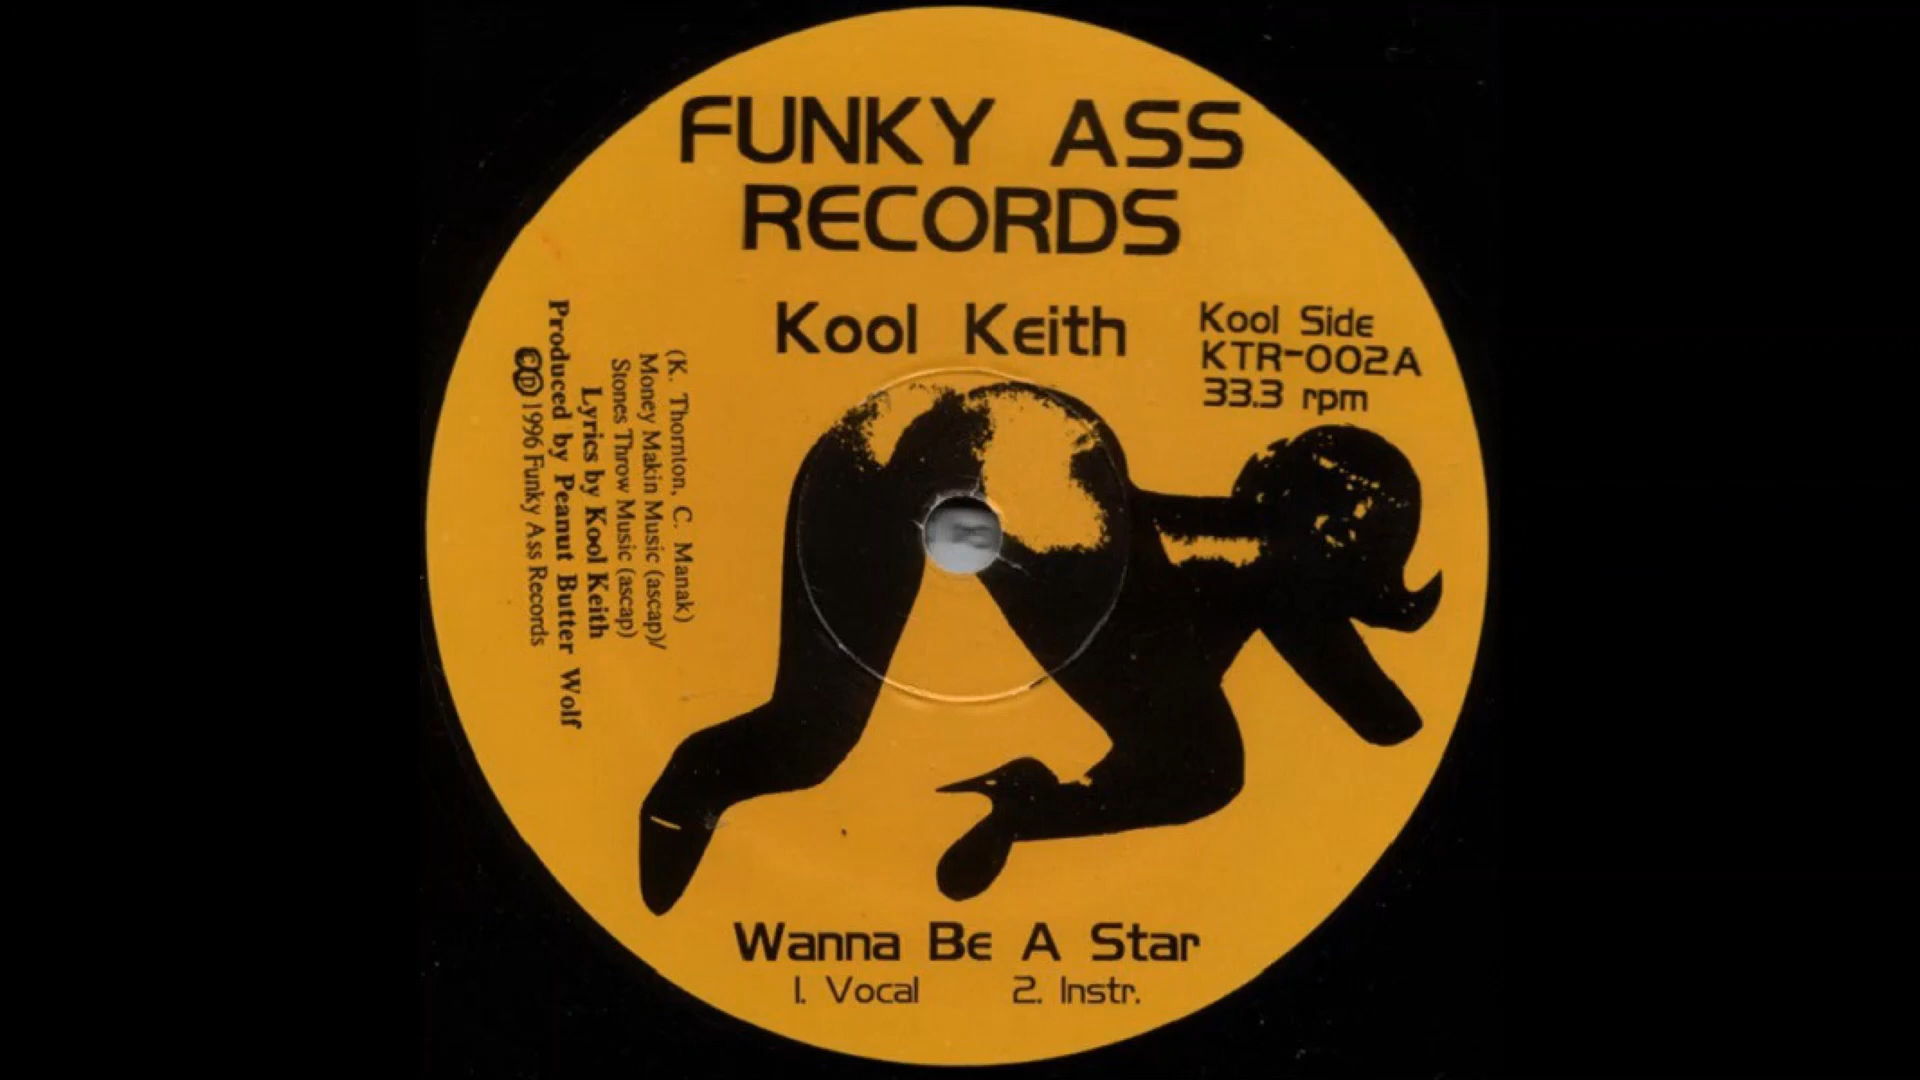 FUNKY ASS
RECORDS
Kool Keith
Kool Side
KTR-002A
33.3 rpm
(K. Thornton, C. Manak)
Money Makin Music (ascap)/
Stones Throw Music (ascap)
Lyrics by Kool Keith
Produced by Peanut Butter Wolf
©℗ 1996 Funky Ass Records
Wanna Be A Star
1. Vocal 2. Instr.